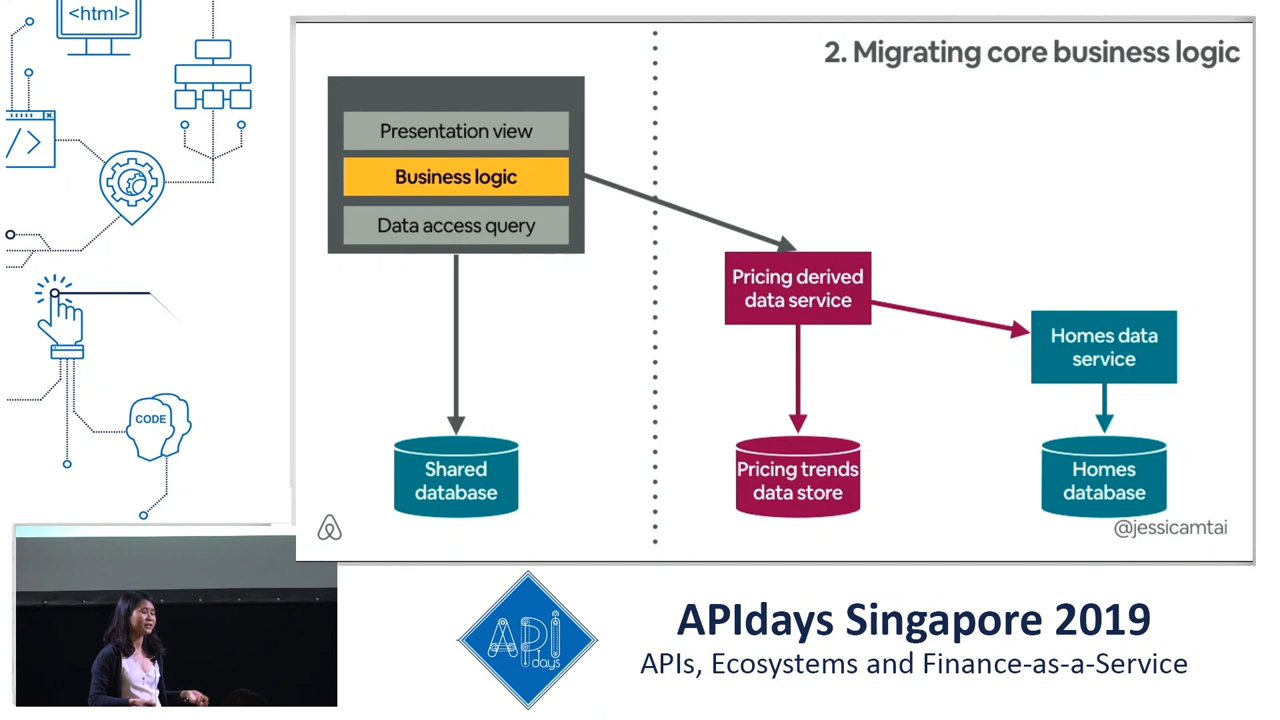 <html>
CODE
2. Migrating core business logic
Presentation view
Business logic
Data access query
Pricing derived
data service
Homes data
service
Shared
database
Pricing trends
data store
Homes
database
@jessicamtai
API
days
APIdays Singapore 2019
APIs, Ecosystems and Finance-as-a-Service